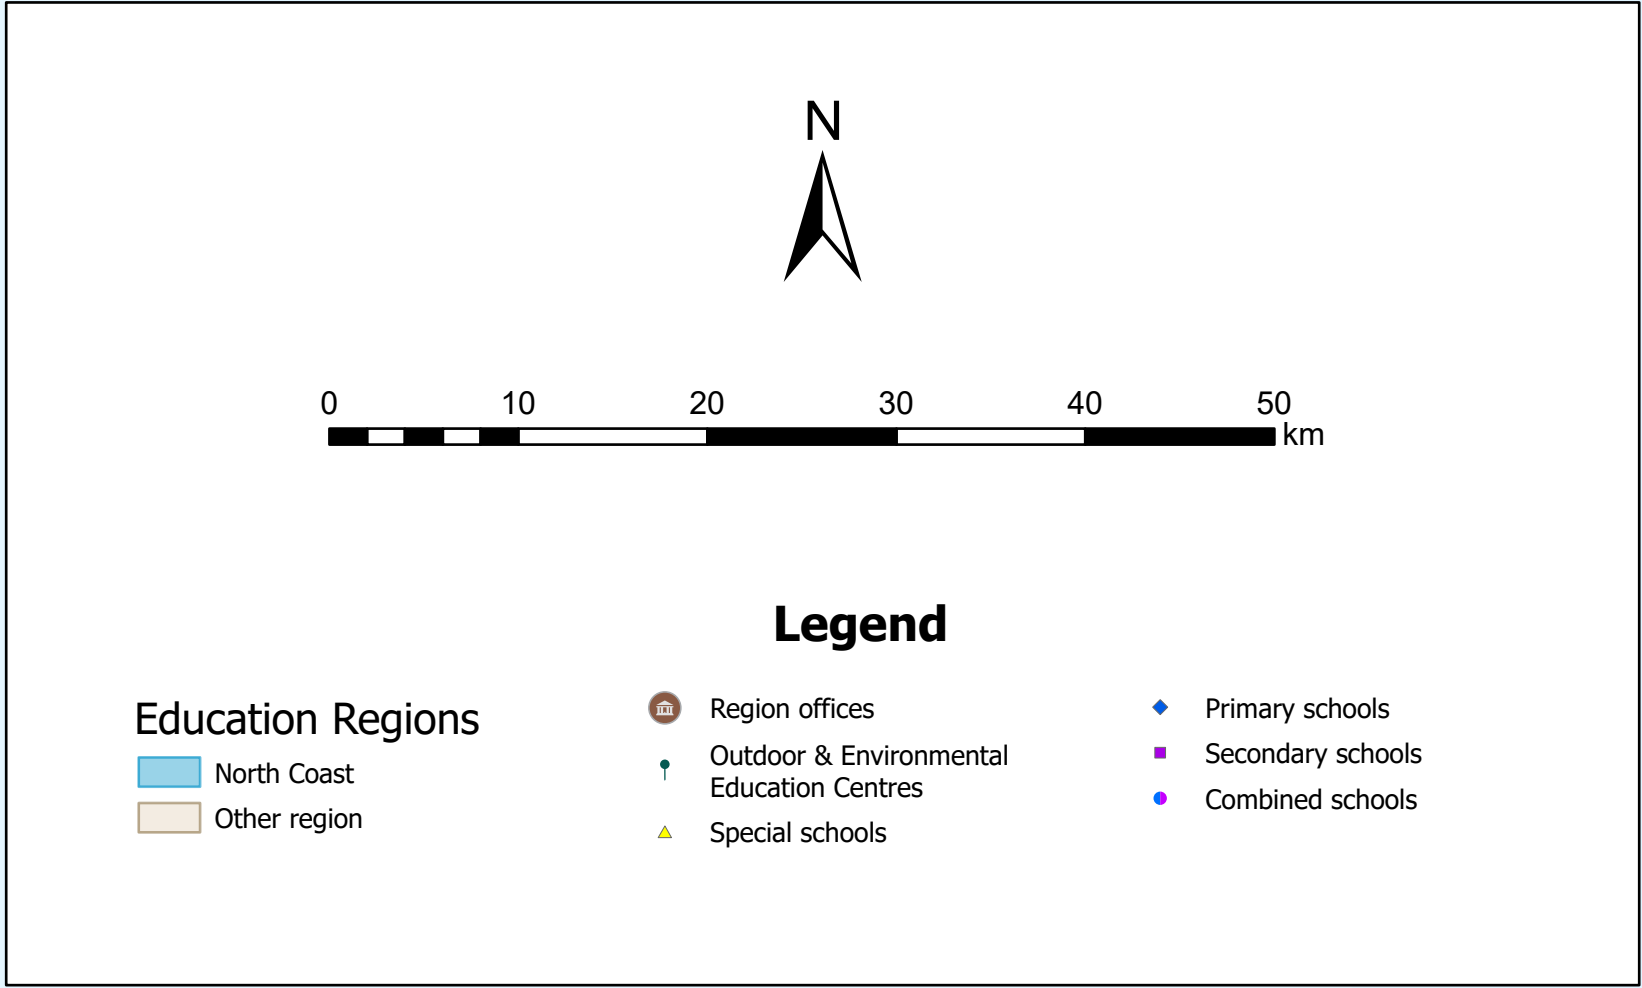 N
0 10 20 30 40 50
km
Legend
Education Regions
North Coast
Other region
Region offices
Outdoor & Environmental
Education Centres
Special schools
Primary schools
Secondary schools
Combined schools